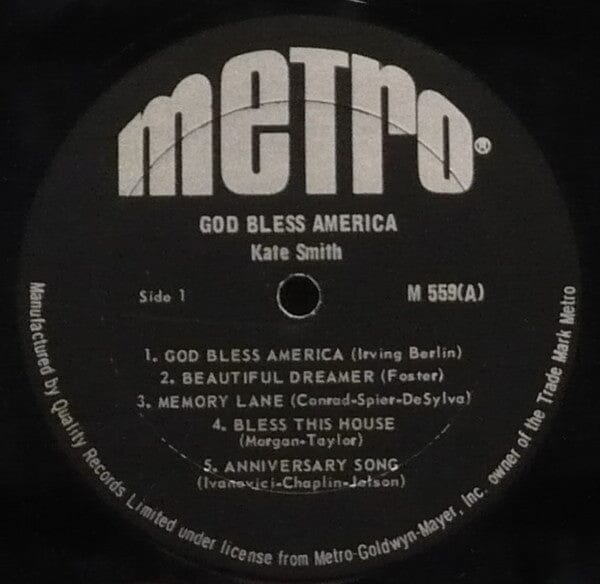 metro®
GOD BLESS AMERICA
Kate Smith
Side 1
M 559(A)
1. GOD BLESS AMERICA (Irving Berlin)
2. BEAUTIFUL DREAMER (Foster)
3. MEMORY LANE (Conrad-Spier-DeSylva)
4. BLESS THIS HOUSE
(Morgan-Taylor)
5. ANNIVERSARY SONG
(Ivanovici-Chaplin-Jotson)
Manufactured by Quality Records Limited under license from Metro-Goldwyn-Mayer, Inc. owner of the Trade Mark Metro